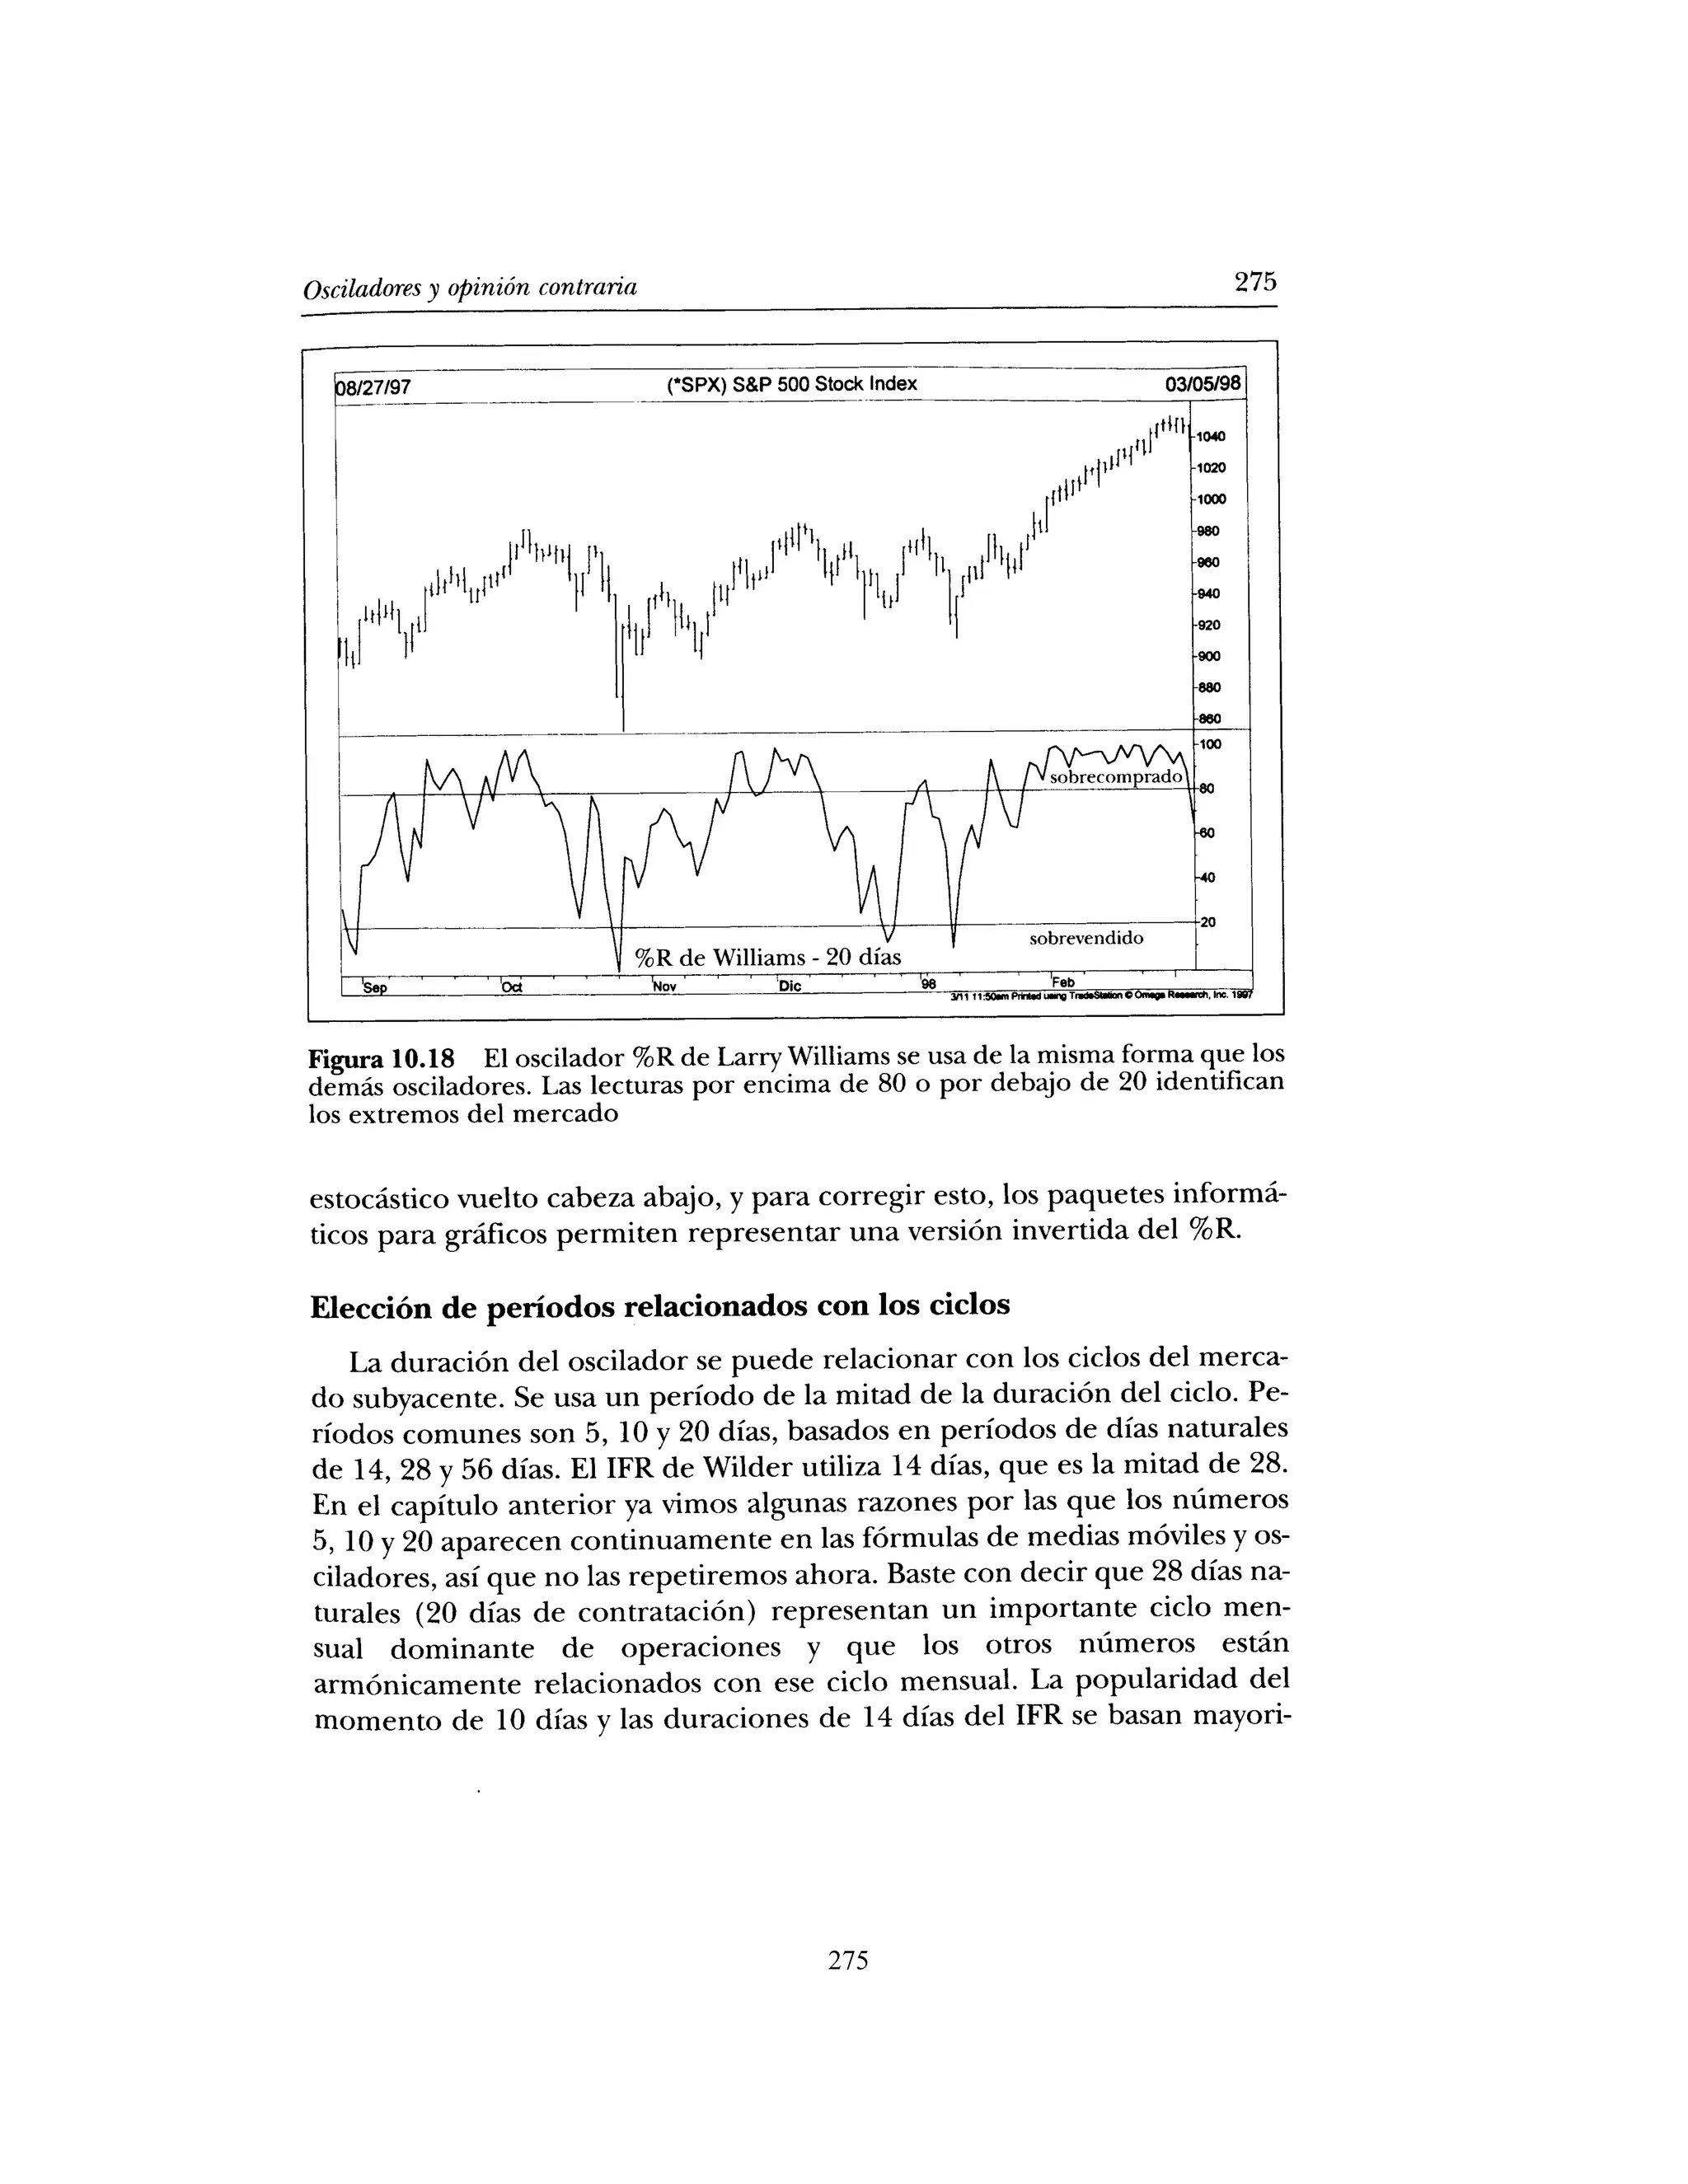 Osciladores y opinión contraria 275
08/27/97 (*SPX) S&P 500 Stock Index 03/05/98
1040
1020
1000
980
960
940
920
900
880
860
100
sobrecomprado
80
60
40
20
sobrevendido
%R de Williams - 20 días
Sep Oct Nov Dic 98 Feb
3/11 11:50am Printed using TradeStation © Omega Research, Inc. 1997
Figura 10.18 El oscilador %R de Larry Williams se usa de la misma forma que los
demás osciladores. Las lecturas por encima de 80 o por debajo de 20 identifican
los extremos del mercado
estocástico vuelto cabeza abajo, y para corregir esto, los paquetes informá-
ticos para gráficos permiten representar una versión invertida del %R.
Elección de períodos relacionados con los ciclos
La duración del oscilador se puede relacionar con los ciclos del merca-
do subyacente. Se usa un período de la mitad de la duración del ciclo. Pe-
ríodos comunes son 5, 10 y 20 días, basados en períodos de días naturales
de 14, 28 y 56 días. El IFR de Wilder utiliza 14 días, que es la mitad de 28.
En el capítulo anterior ya vimos algunas razones por las que los números
5, 10 y 20 aparecen continuamente en las fórmulas de medias móviles y os-
ciladores, así que no las repetiremos ahora. Baste con decir que 28 días na-
turales (20 días de contratación) representan un importante ciclo men-
sual dominante de operaciones y que los otros números están
armónicamente relacionados con ese ciclo mensual. La popularidad del
momento de 10 días y las duraciones de 14 días del IFR se basan mayori-
275